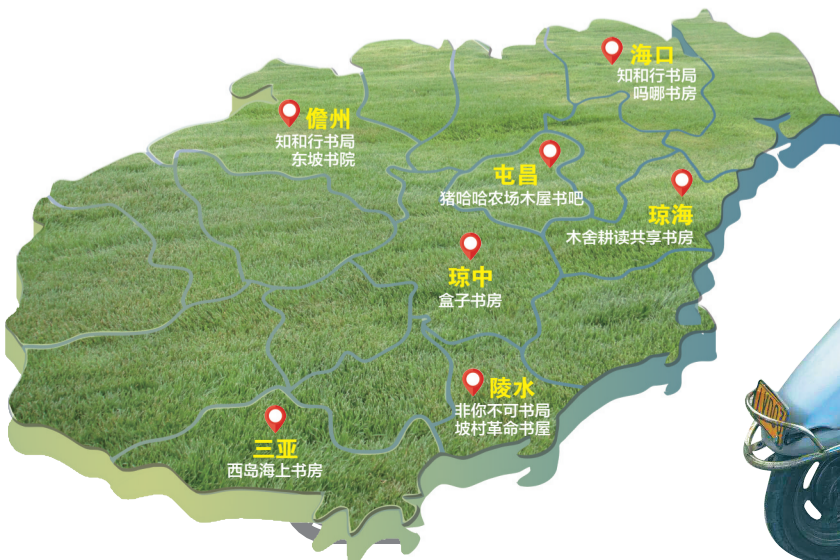 海口
知和行书局
吗哪书房
儋州
知和行书局
东坡书院
屯昌
猪哈哈农场木屋书吧
琼海
木舍耕读共享书房
琼中
盒子书房
陵水
非你不可书局
坡村革命书屋
三亚
西岛海上书房